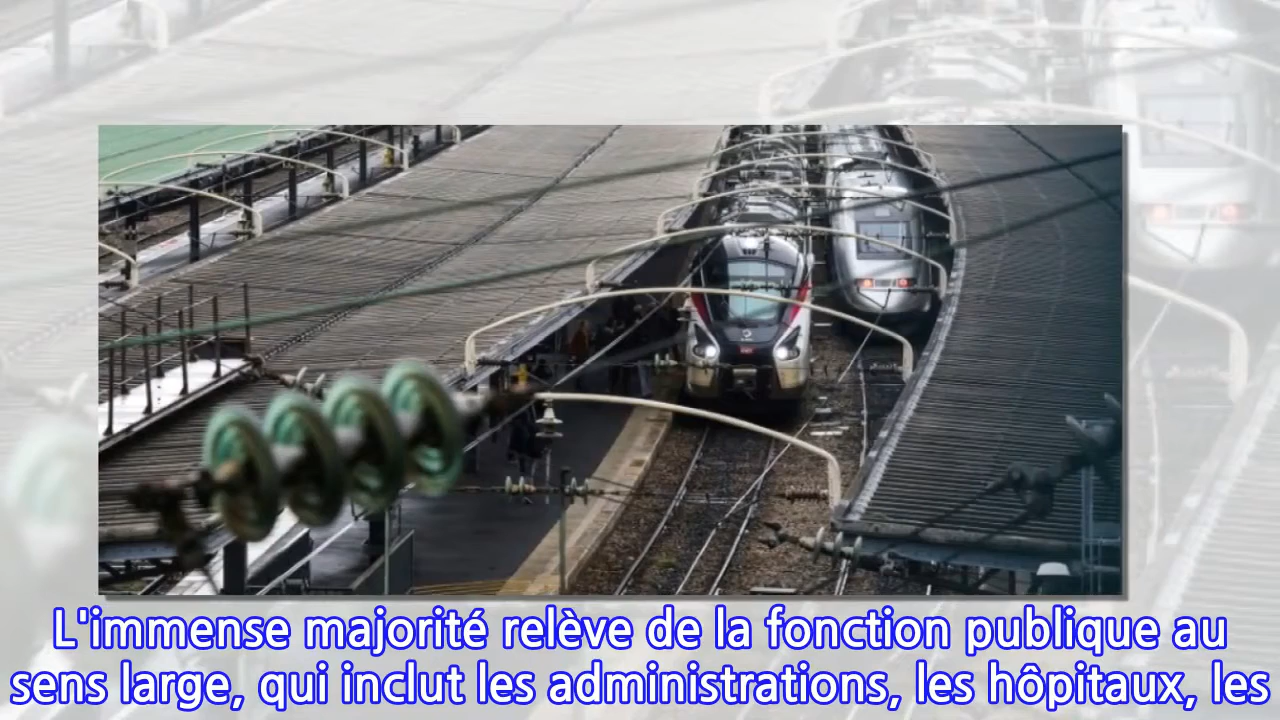 L'immense majorité relève de la fonction publique au
sens large, qui inclut les administrations, les hôpitaux, les